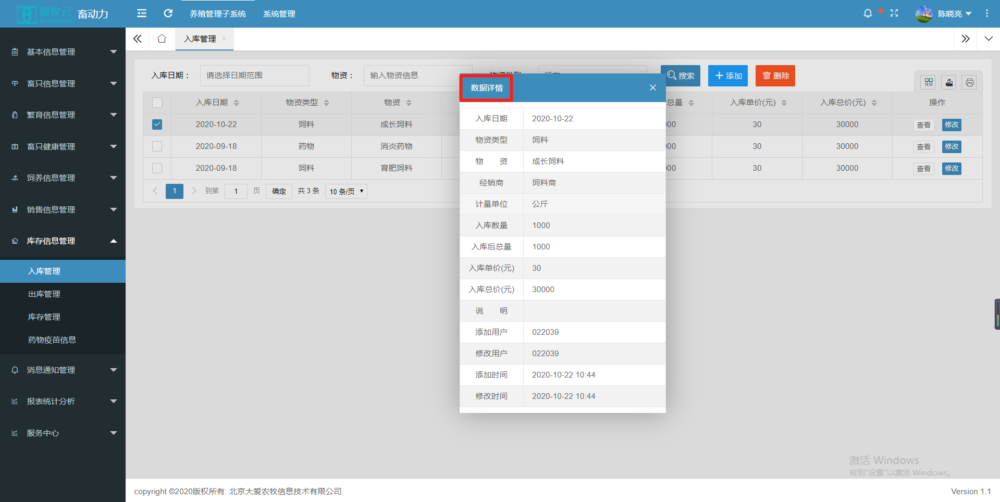 爱牧云 畜动力
amorcloud
养殖管理子系统 系统管理
陈晓亮
入库管理
基本信息管理
畜只信息管理
繁育信息管理
畜只健康管理
饲养信息管理
销售信息管理
库存信息管理
入库管理
出库管理
库存管理
药物疫苗信息
消息通知管理
报表统计分析
服务中心
入库日期： 请选择日期范围 物资： 输入物资信息 搜索 添加 删除
入库日期 物资类型 物资 总量 入库单价(元) 入库总价(元) 操作
2020-10-22 饲料 成长饲料 00 30 30000 查看 修改
2020-09-18 药物 消炎药物 00 30 30000 查看 修改
2020-09-18 饲料 育肥饲料 00 30 30000 查看 修改
1 到第 1 页 确定 共 3 条 10 条/页
数据详情
入库日期 2020-10-22
物资类型 饲料
物 资 成长饲料
经销商 饲料商
计量单位 公斤
入库数量 1000
入库后总量 1000
入库单价(元) 30
入库总价(元) 30000
说 明
添加用户 022039
修改用户 022039
添加时间 2020-10-22 10:44
修改时间 2020-10-22 10:44
激活 Windows
转到"设置"以激活 Windows。
copyright ©2020版权所有: 北京大爱农牧信息技术有限公司
Version 1.1